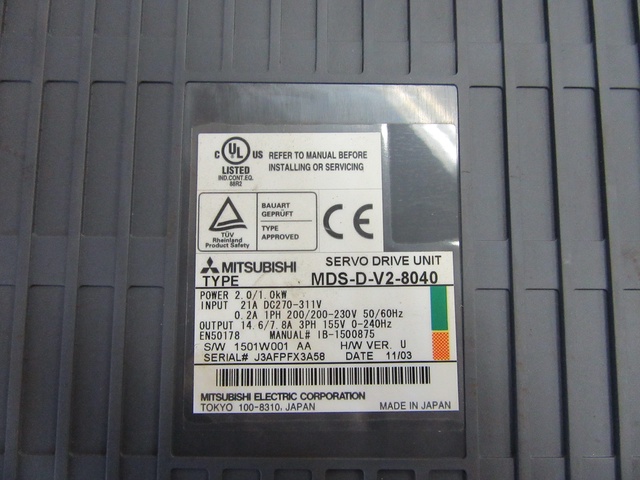 C UL US
LISTED
IND.CONT.EQ.
88R2
REFER TO MANUAL BEFORE
INSTALLING OR SERVICING
TÜV
Rheinland
Product Safety
BAUART
GEPRÜFT
TYPE
APPROVED
CE
MITSUBISHI
SERVO DRIVE UNIT
TYPE MDS-D-V2-8040
POWER 2.0/1.0kW
INPUT 21A DC270-311V
0.2A 1PH 200/200-230V 50/60Hz
OUTPUT 14.6/7.8A 3PH 155V 0-240Hz
EN50178 MANUAL# IB-1500875
S/W 1501W001 AA H/W VER. U
SERIAL# J3AFPFX3A58 DATE 11/03
MITSUBISHI ELECTRIC CORPORATION
TOKYO 100-8310, JAPAN MADE IN JAPAN